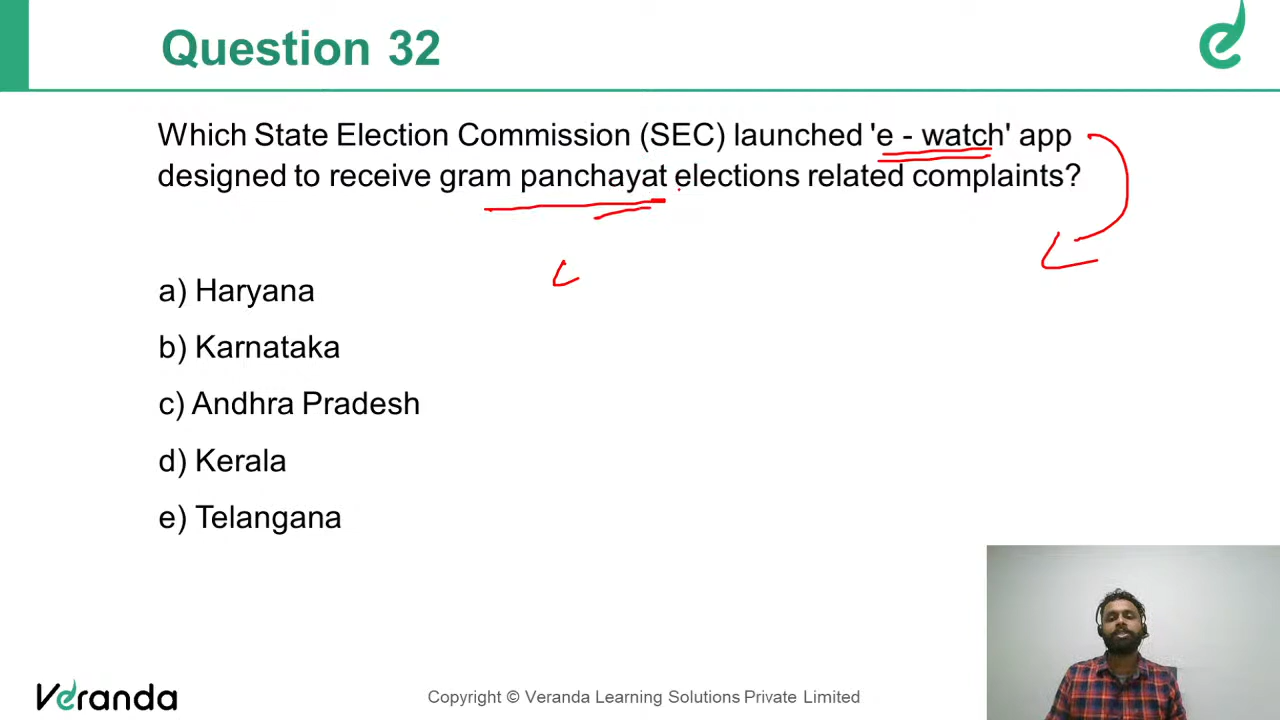 Question 32
Which State Election Commission (SEC) launched 'e - watch' app
designed to receive gram panchayat elections related complaints?
a) Haryana
b) Karnataka
c) Andhra Pradesh
d) Kerala
e) Telangana
Veranda
Copyright © Veranda Learning Solutions Private Limited